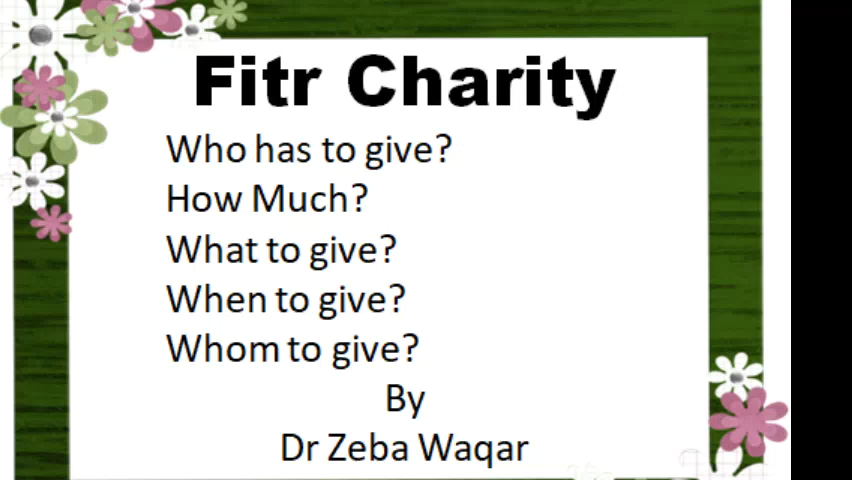 Fitr Charity
Who has to give?
How Much?
What to give?
When to give?
Whom to give?
By
Dr Zeba Waqar